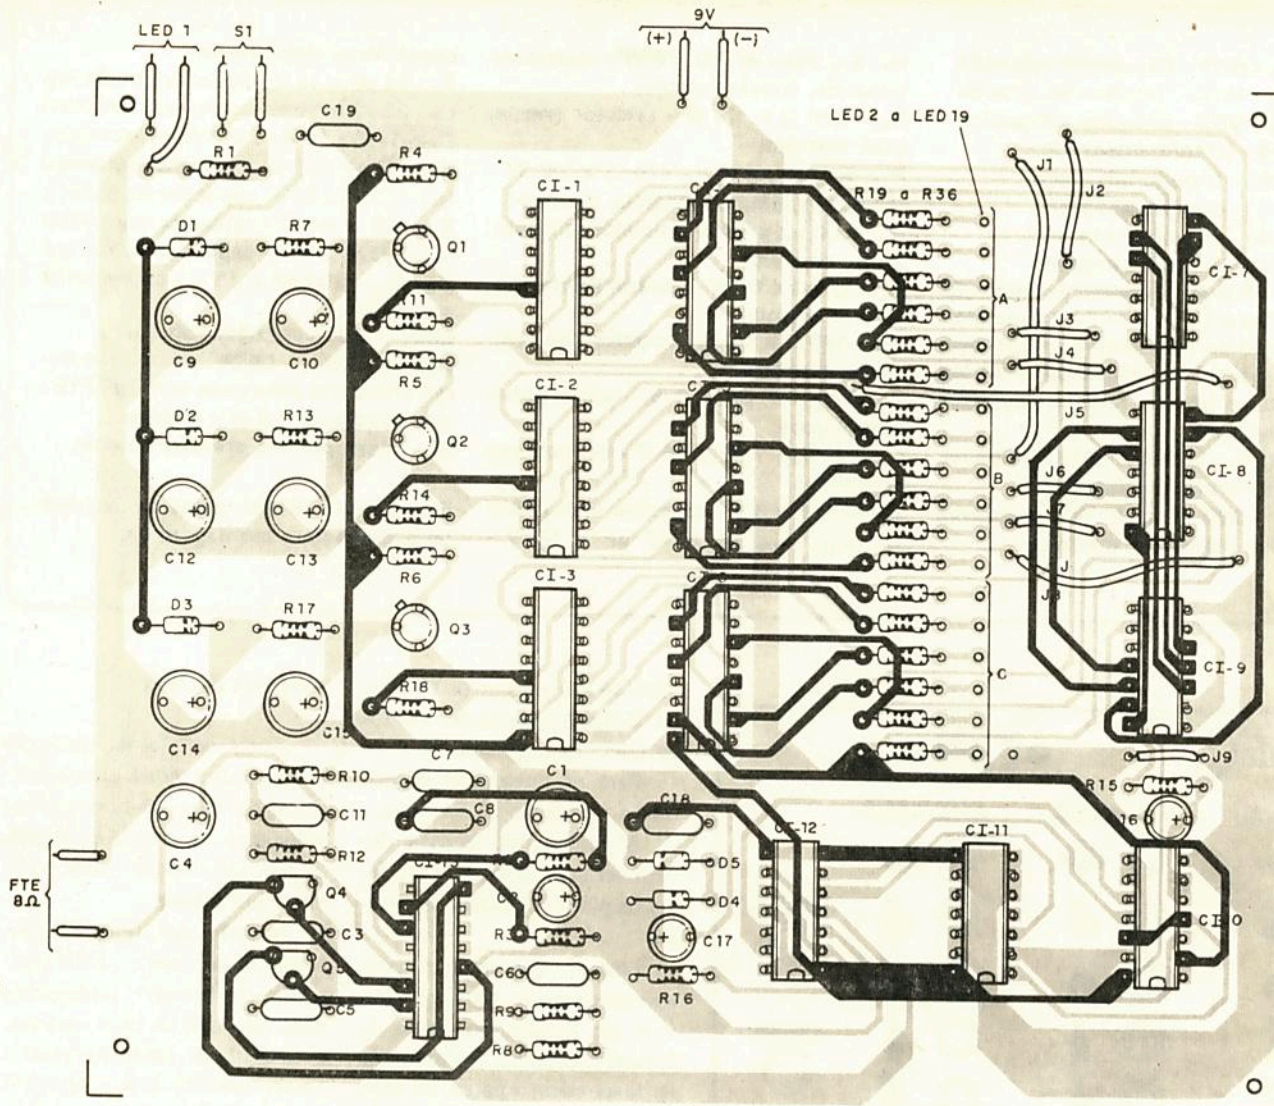 LED 1
S1
9V
(+)
(-)
C19
LED 2 a LED 19
R1
R4
J1
J2
CI-1
R19 a R36
D1
R7
Q1
CI-7
A
R11
J3
C9
C10
J4
R5
CI-2
D2
R13
Q2
J5
CI-8
B
J6
R14
J7
C12
C13
R6
CI-3
J8
D3
R17
Q3
C
CI-9
R18
C14
C15
C7
C1
R10
J9
R15
C8
C18
C11
CI-12
CI-11
C4
R12
D5
FTE
8Ω
Q4
D4
C3
C17
C6
R16
C5
R9
R8